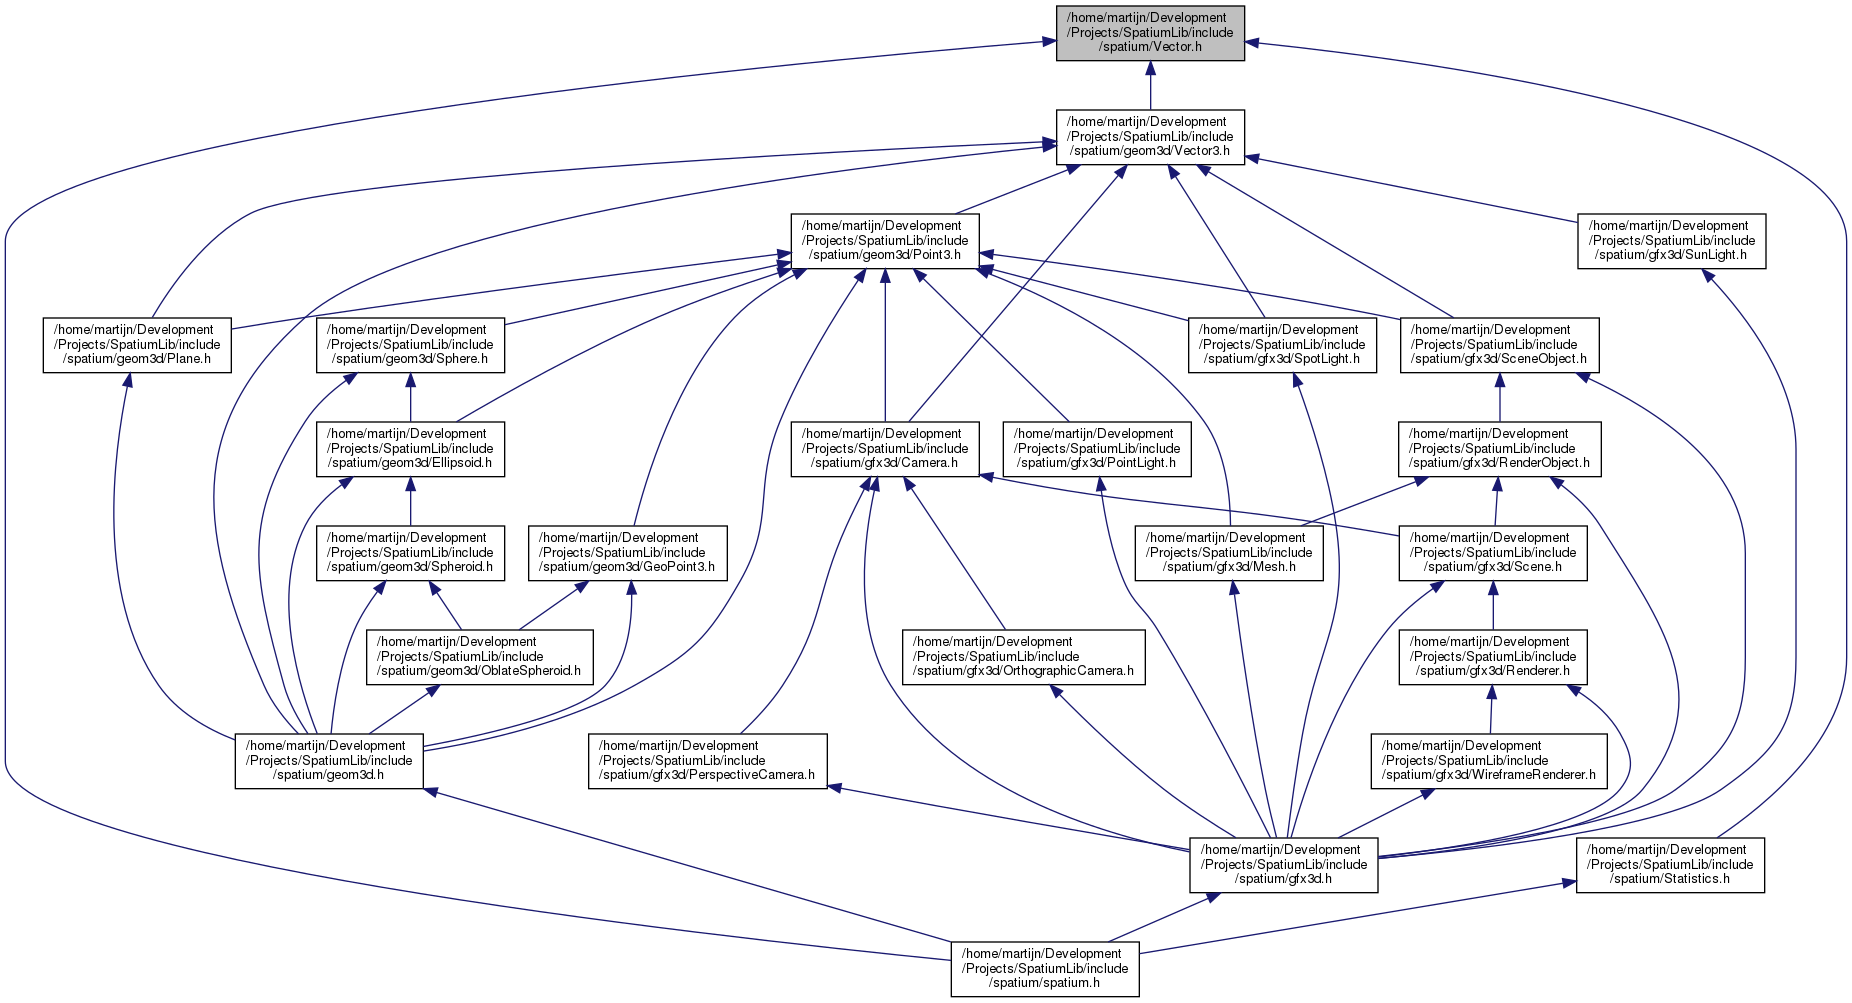 /home/martijn/Development
/Projects/SpatiumLib/include
/spatium/Vector.h
/home/martijn/Development
/Projects/SpatiumLib/include
/spatium/geom3d/Vector3.h
/home/martijn/Development
/Projects/SpatiumLib/include
/spatium/geom3d/Point3.h
/home/martijn/Development
/Projects/SpatiumLib/include
/spatium/gfx3d/SunLight.h
/home/martijn/Development
/Projects/SpatiumLib/include
/spatium/geom3d/Plane.h
/home/martijn/Development
/Projects/SpatiumLib/include
/spatium/geom3d/Sphere.h
/home/martijn/Development
/Projects/SpatiumLib/include
/spatium/gfx3d/SpotLight.h
/home/martijn/Development
/Projects/SpatiumLib/include
/spatium/gfx3d/SceneObject.h
/home/martijn/Development
/Projects/SpatiumLib/include
/spatium/geom3d/Ellipsoid.h
/home/martijn/Development
/Projects/SpatiumLib/include
/spatium/gfx3d/Camera.h
/home/martijn/Development
/Projects/SpatiumLib/include
/spatium/gfx3d/PointLight.h
/home/martijn/Development
/Projects/SpatiumLib/include
/spatium/gfx3d/RenderObject.h
/home/martijn/Development
/Projects/SpatiumLib/include
/spatium/geom3d/Spheroid.h
/home/martijn/Development
/Projects/SpatiumLib/include
/spatium/geom3d/GeoPoint3.h
/home/martijn/Development
/Projects/SpatiumLib/include
/spatium/gfx3d/Mesh.h
/home/martijn/Development
/Projects/SpatiumLib/include
/spatium/gfx3d/Scene.h
/home/martijn/Development
/Projects/SpatiumLib/include
/spatium/geom3d/OblateSpheroid.h
/home/martijn/Development
/Projects/SpatiumLib/include
/spatium/gfx3d/OrthographicCamera.h
/home/martijn/Development
/Projects/SpatiumLib/include
/spatium/gfx3d/Renderer.h
/home/martijn/Development
/Projects/SpatiumLib/include
/spatium/geom3d.h
/home/martijn/Development
/Projects/SpatiumLib/include
/spatium/gfx3d/PerspectiveCamera.h
/home/martijn/Development
/Projects/SpatiumLib/include
/spatium/gfx3d/WireframeRenderer.h
/home/martijn/Development
/Projects/SpatiumLib/include
/spatium/gfx3d.h
/home/martijn/Development
/Projects/SpatiumLib/include
/spatium/Statistics.h
/home/martijn/Development
/Projects/SpatiumLib/include
/spatium/spatium.h